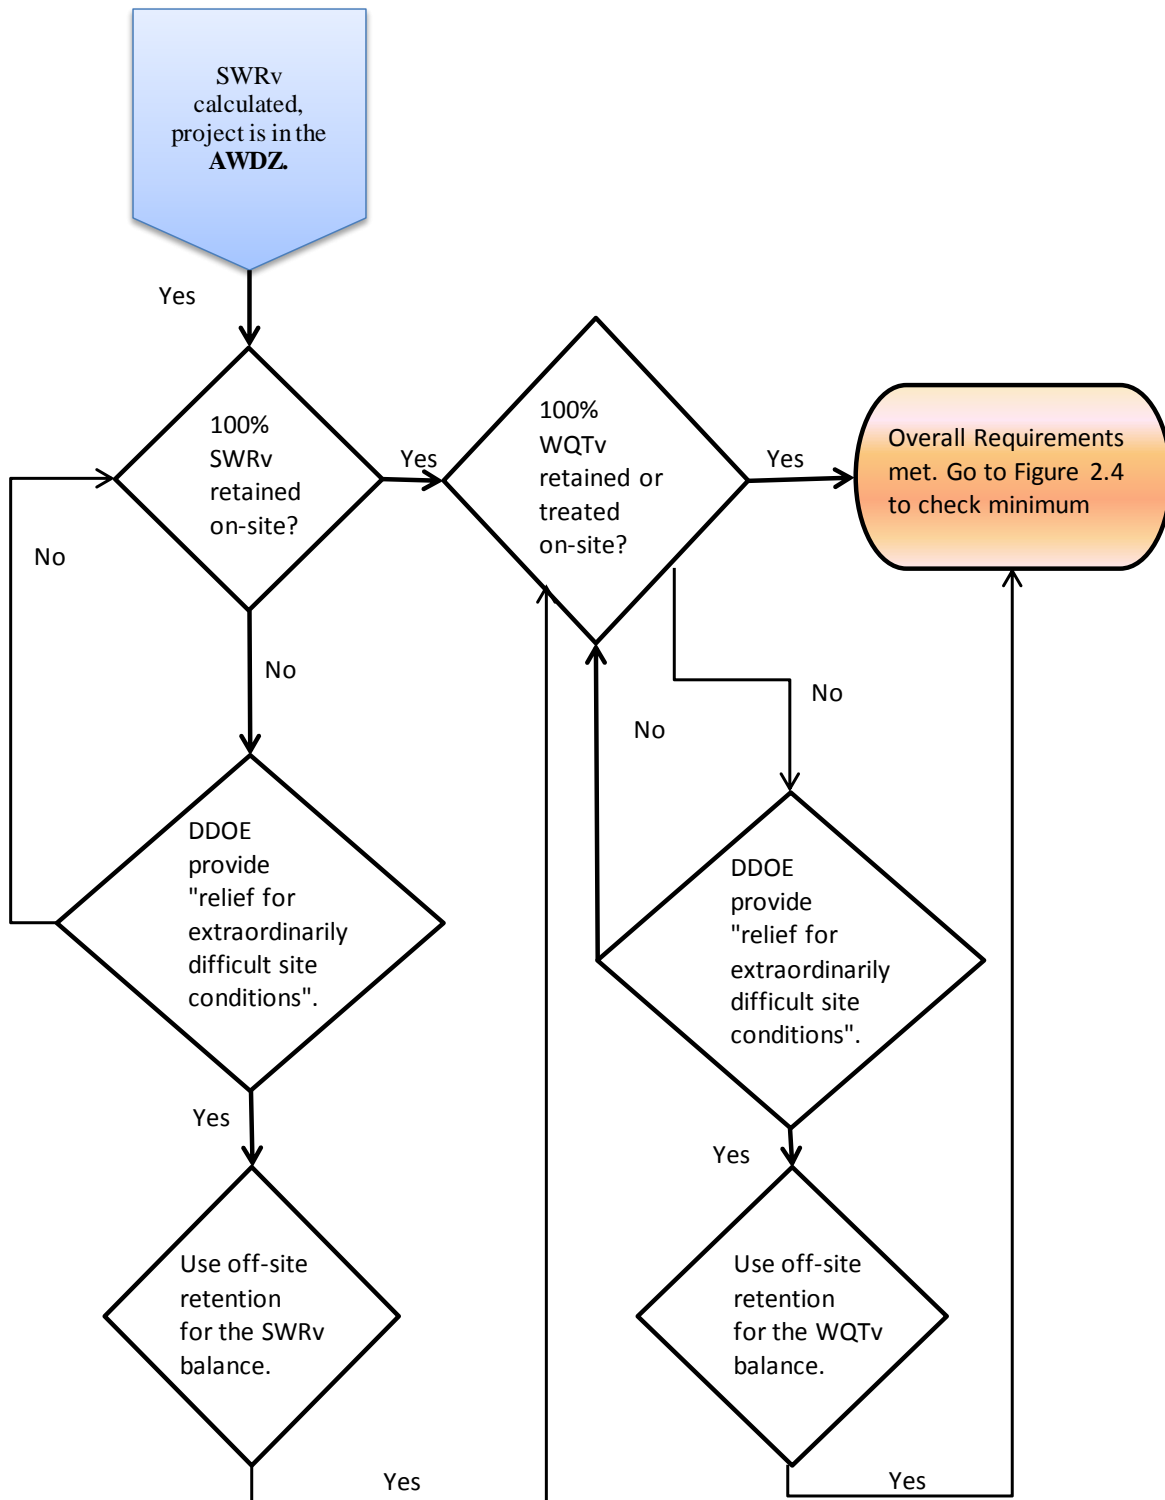 SWRv
calculated,
project is in the
AWDZ.
Yes
100%
SWRv
retained
on-site?
Yes
100%
WQTv
retained or
treated
on-site?
Yes
Overall Requirements
met. Go to Figure 2.4
to check minimum
No
No
No
No
DDOE
provide
"relief for
extraordinarily
difficult site
conditions".
DDOE
provide
"relief for
extraordinarily
difficult site
conditions".
Yes
Yes
Use off-site
retention
for the SWRv
balance.
Use off-site
retention
for the WQTv
balance.
Yes
Yes